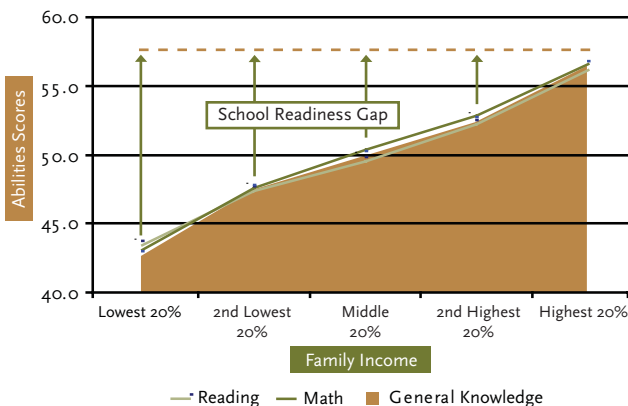 60.0
55.0
50.0
45.0
40.0
Abilities Scores
School Readiness Gap
Lowest 20%
2nd Lowest
20%
Middle
20%
2nd Highest
20%
Highest 20%
Family Income
Reading
Math
General Knowledge